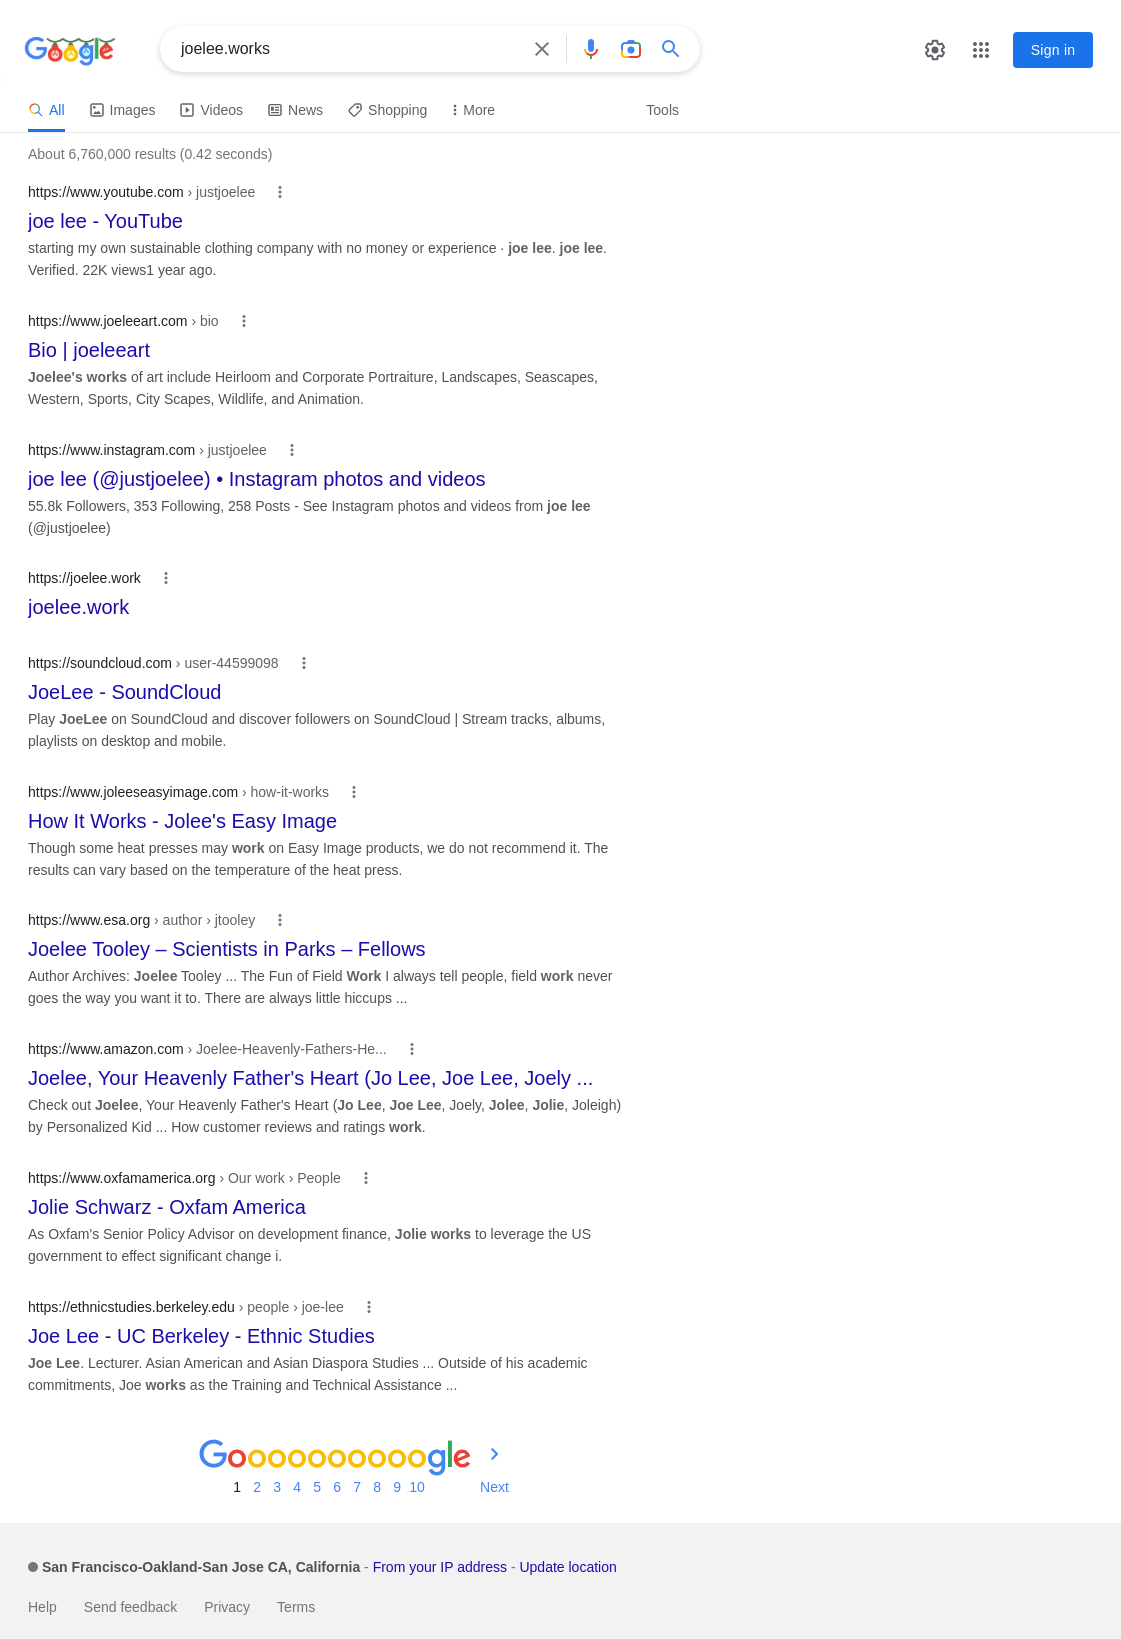 Google
joelee.works
Sign in
All Images Videos News Shopping More Tools
About 6,760,000 results (0.42 seconds)
https://www.youtube.com › justjoelee
joe lee - YouTube
starting my own sustainable clothing company with no money or experience · joe lee. joe lee.
Verified. 22K views1 year ago.
https://www.joeleeart.com › bio
Bio | joeleeart
Joelee's works of art include Heirloom and Corporate Portraiture, Landscapes, Seascapes,
Western, Sports, City Scapes, Wildlife, and Animation.
https://www.instagram.com › justjoelee
joe lee (@justjoelee) • Instagram photos and videos
55.8k Followers, 353 Following, 258 Posts - See Instagram photos and videos from joe lee
(@justjoelee)
https://joelee.work
joelee.work
https://soundcloud.com › user-44599098
JoeLee - SoundCloud
Play JoeLee on SoundCloud and discover followers on SoundCloud | Stream tracks, albums,
playlists on desktop and mobile.
https://www.joleeseasyimage.com › how-it-works
How It Works - Jolee's Easy Image
Though some heat presses may work on Easy Image products, we do not recommend it. The
results can vary based on the temperature of the heat press.
https://www.esa.org › author › jtooley
Joelee Tooley – Scientists in Parks – Fellows
Author Archives: Joelee Tooley ... The Fun of Field Work I always tell people, field work never
goes the way you want it to. There are always little hiccups ...
https://www.amazon.com › Joelee-Heavenly-Fathers-He...
Joelee, Your Heavenly Father's Heart (Jo Lee, Joe Lee, Joely ...
Check out Joelee, Your Heavenly Father's Heart (Jo Lee, Joe Lee, Joely, Jolee, Jolie, Joleigh)
by Personalized Kid ... How customer reviews and ratings work.
https://www.oxfamamerica.org › Our work › People
Jolie Schwarz - Oxfam America
As Oxfam's Senior Policy Advisor on development finance, Jolie works to leverage the US
government to effect significant change i.
https://ethnicstudies.berkeley.edu › people › joe-lee
Joe Lee - UC Berkeley - Ethnic Studies
Joe Lee. Lecturer. Asian American and Asian Diaspora Studies ... Outside of his academic
commitments, Joe works as the Training and Technical Assistance ...
Goooooooooogle
1 2 3 4 5 6 7 8 9 10 Next
San Francisco-Oakland-San Jose CA, California - From your IP address - Update location
Help Send feedback Privacy Terms